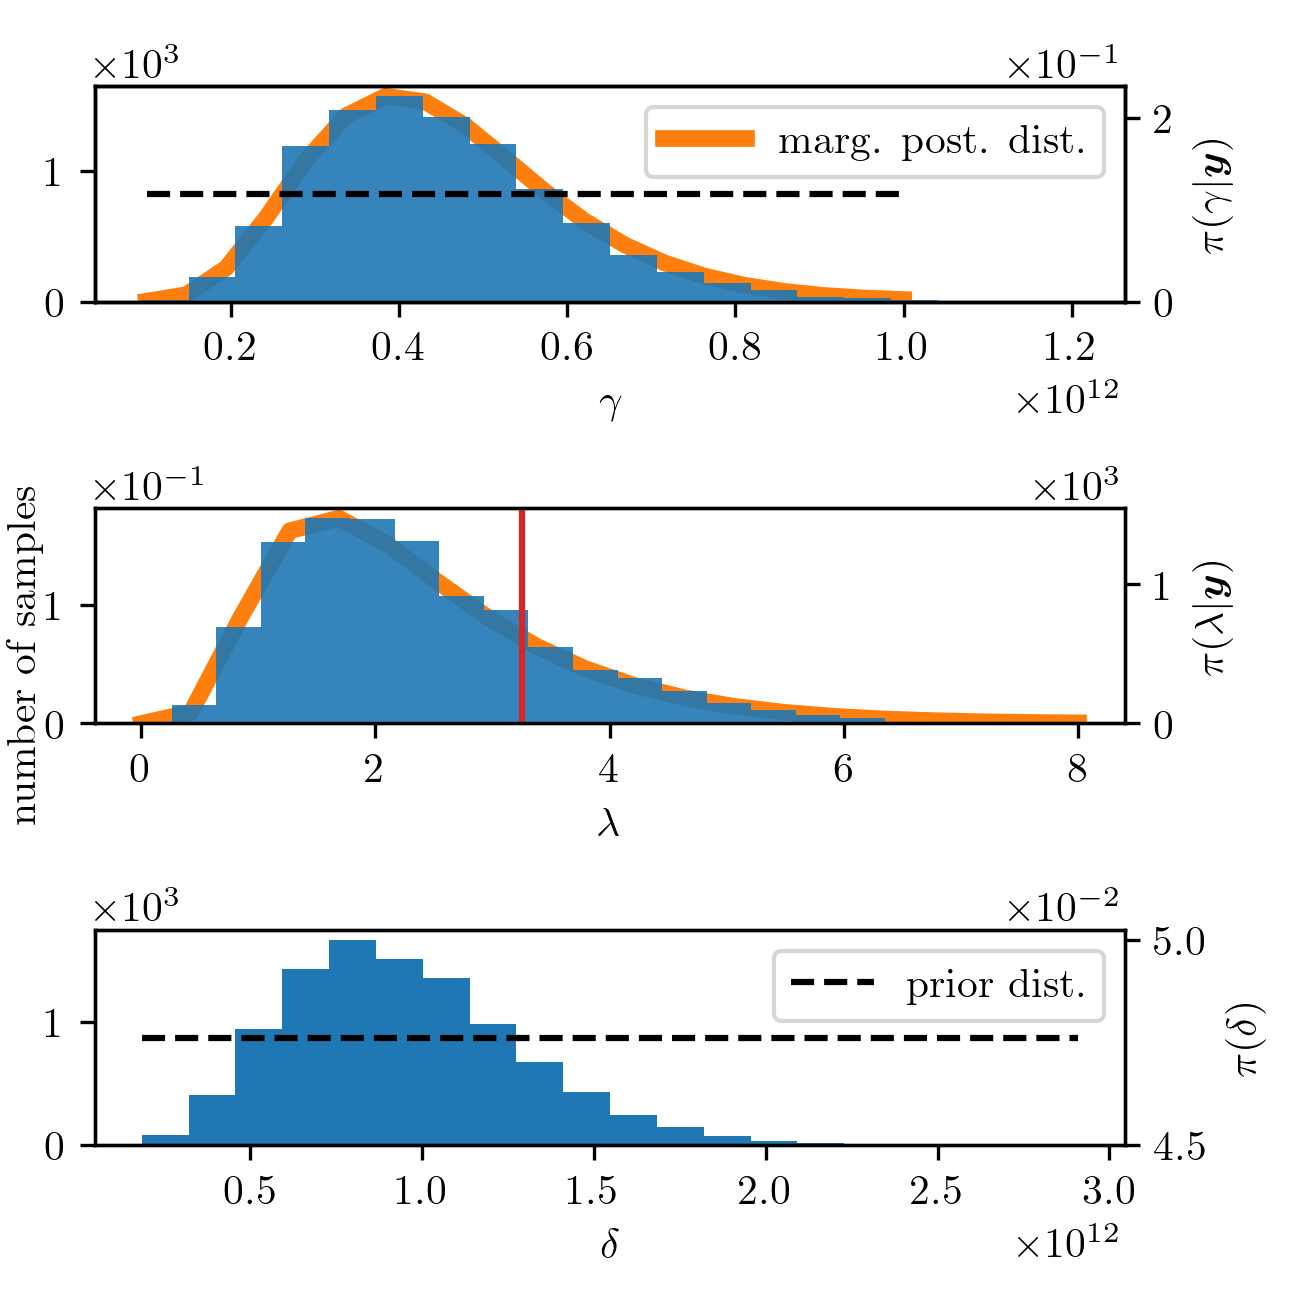 ×10³ ×10⁻¹
marg. post. dist.
1
0
2
0
π(γ|y)
0.2 0.4 0.6 0.8 1.0 1.2
γ ×10¹²
×10⁻¹ ×10³
number of samples
1
0
1
0
π(λ|y)
0 2 4 6 8
λ
×10³ ×10⁻²
prior dist.
1
0
5.0
4.5
π(δ)
0.5 1.0 1.5 2.0 2.5 3.0
δ ×10¹²